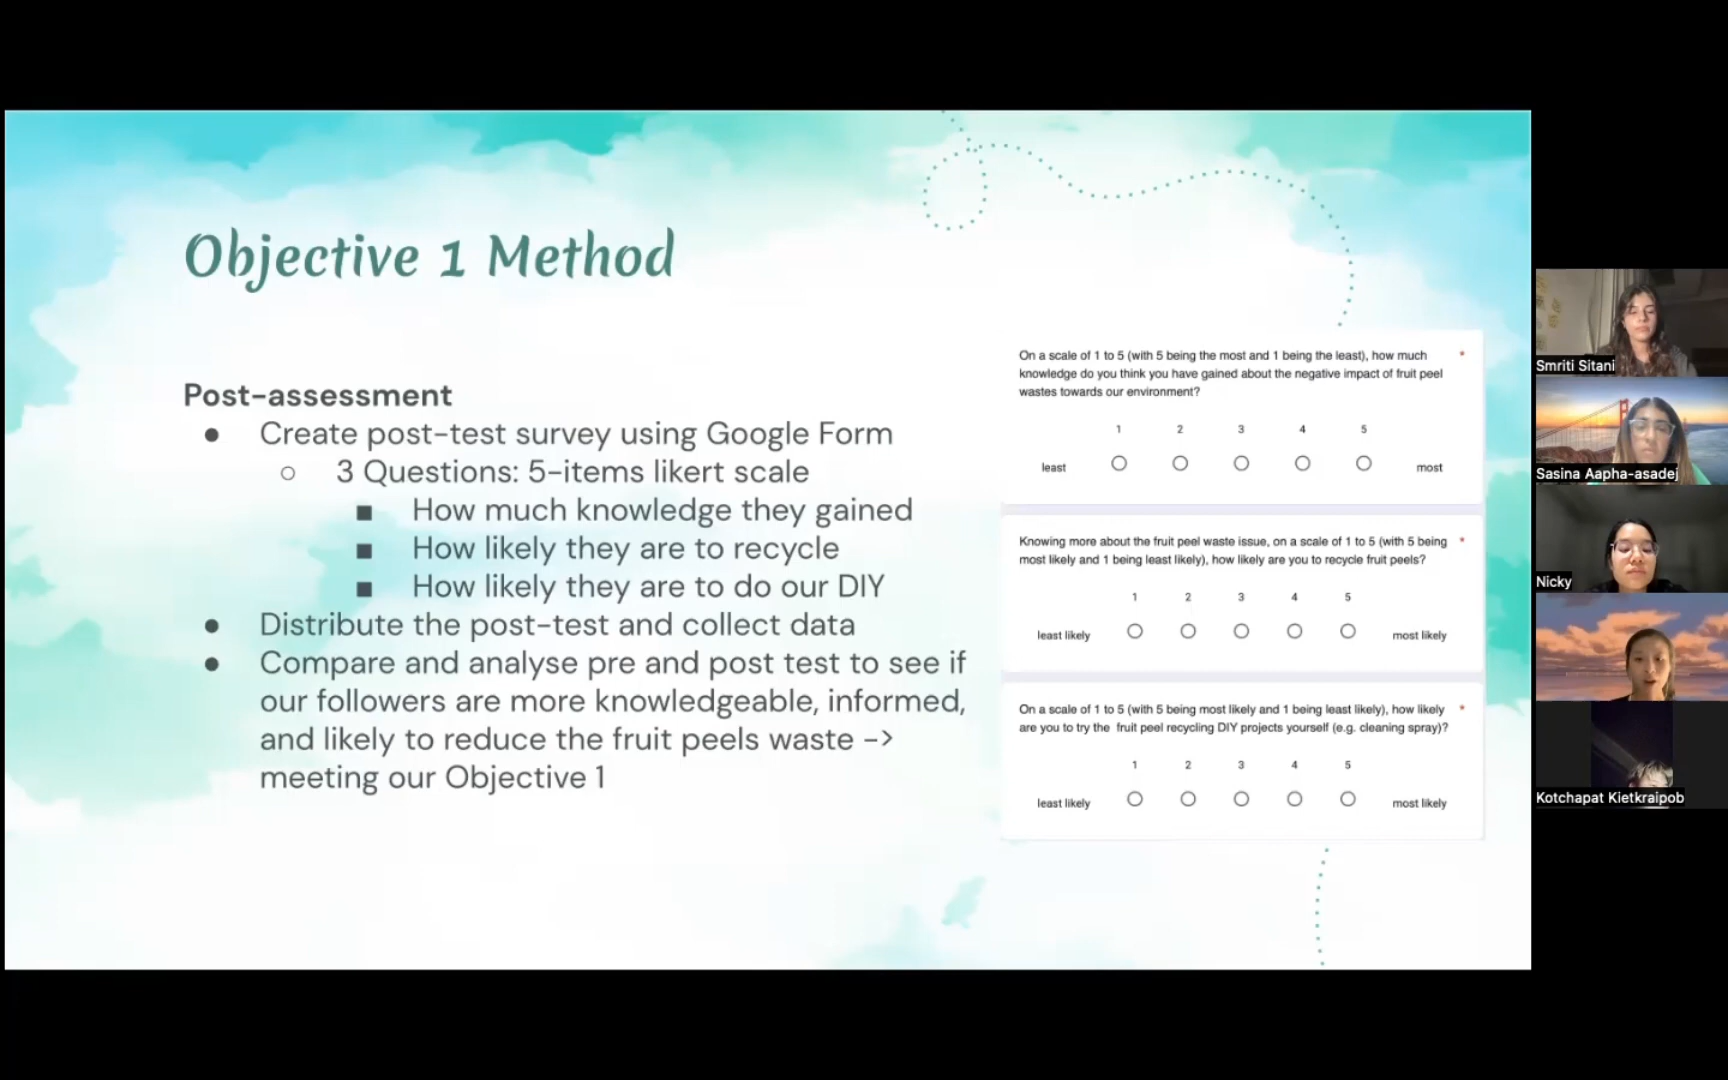 Objective 1 Method
Post-assessment
● Create post-test survey using Google Form
○ 3 Questions: 5-items likert scale
■ How much knowledge they gained
■ How likely they are to recycle
■ How likely they are to do our DIY
● Distribute the post-test and collect data
● Compare and analyse pre and post test to see if
our followers are more knowledgeable, informed,
and likely to reduce the fruit peels waste ->
meeting our Objective 1
On a scale of 1 to 5 (with 5 being the most and 1 being the least), how much *
knowledge do you think you have gained about the negative impact of fruit peel
wastes towards our environment?
1 2 3 4 5
least most
Knowing more about the fruit peel waste issue, on a scale of 1 to 5 (with 5 being *
most likely and 1 being least likely), how likely are you to recycle fruit peels?
1 2 3 4 5
least likely most likely
On a scale of 1 to 5 (with 5 being most likely and 1 being least likely), how likely *
are you to try the fruit peel recycling DIY projects yourself (e.g. cleaning spray)?
1 2 3 4 5
least likely most likely
Smriti Sitani
Sasina Aapha-asadej
Nicky
Kotchapat Kietkraipob